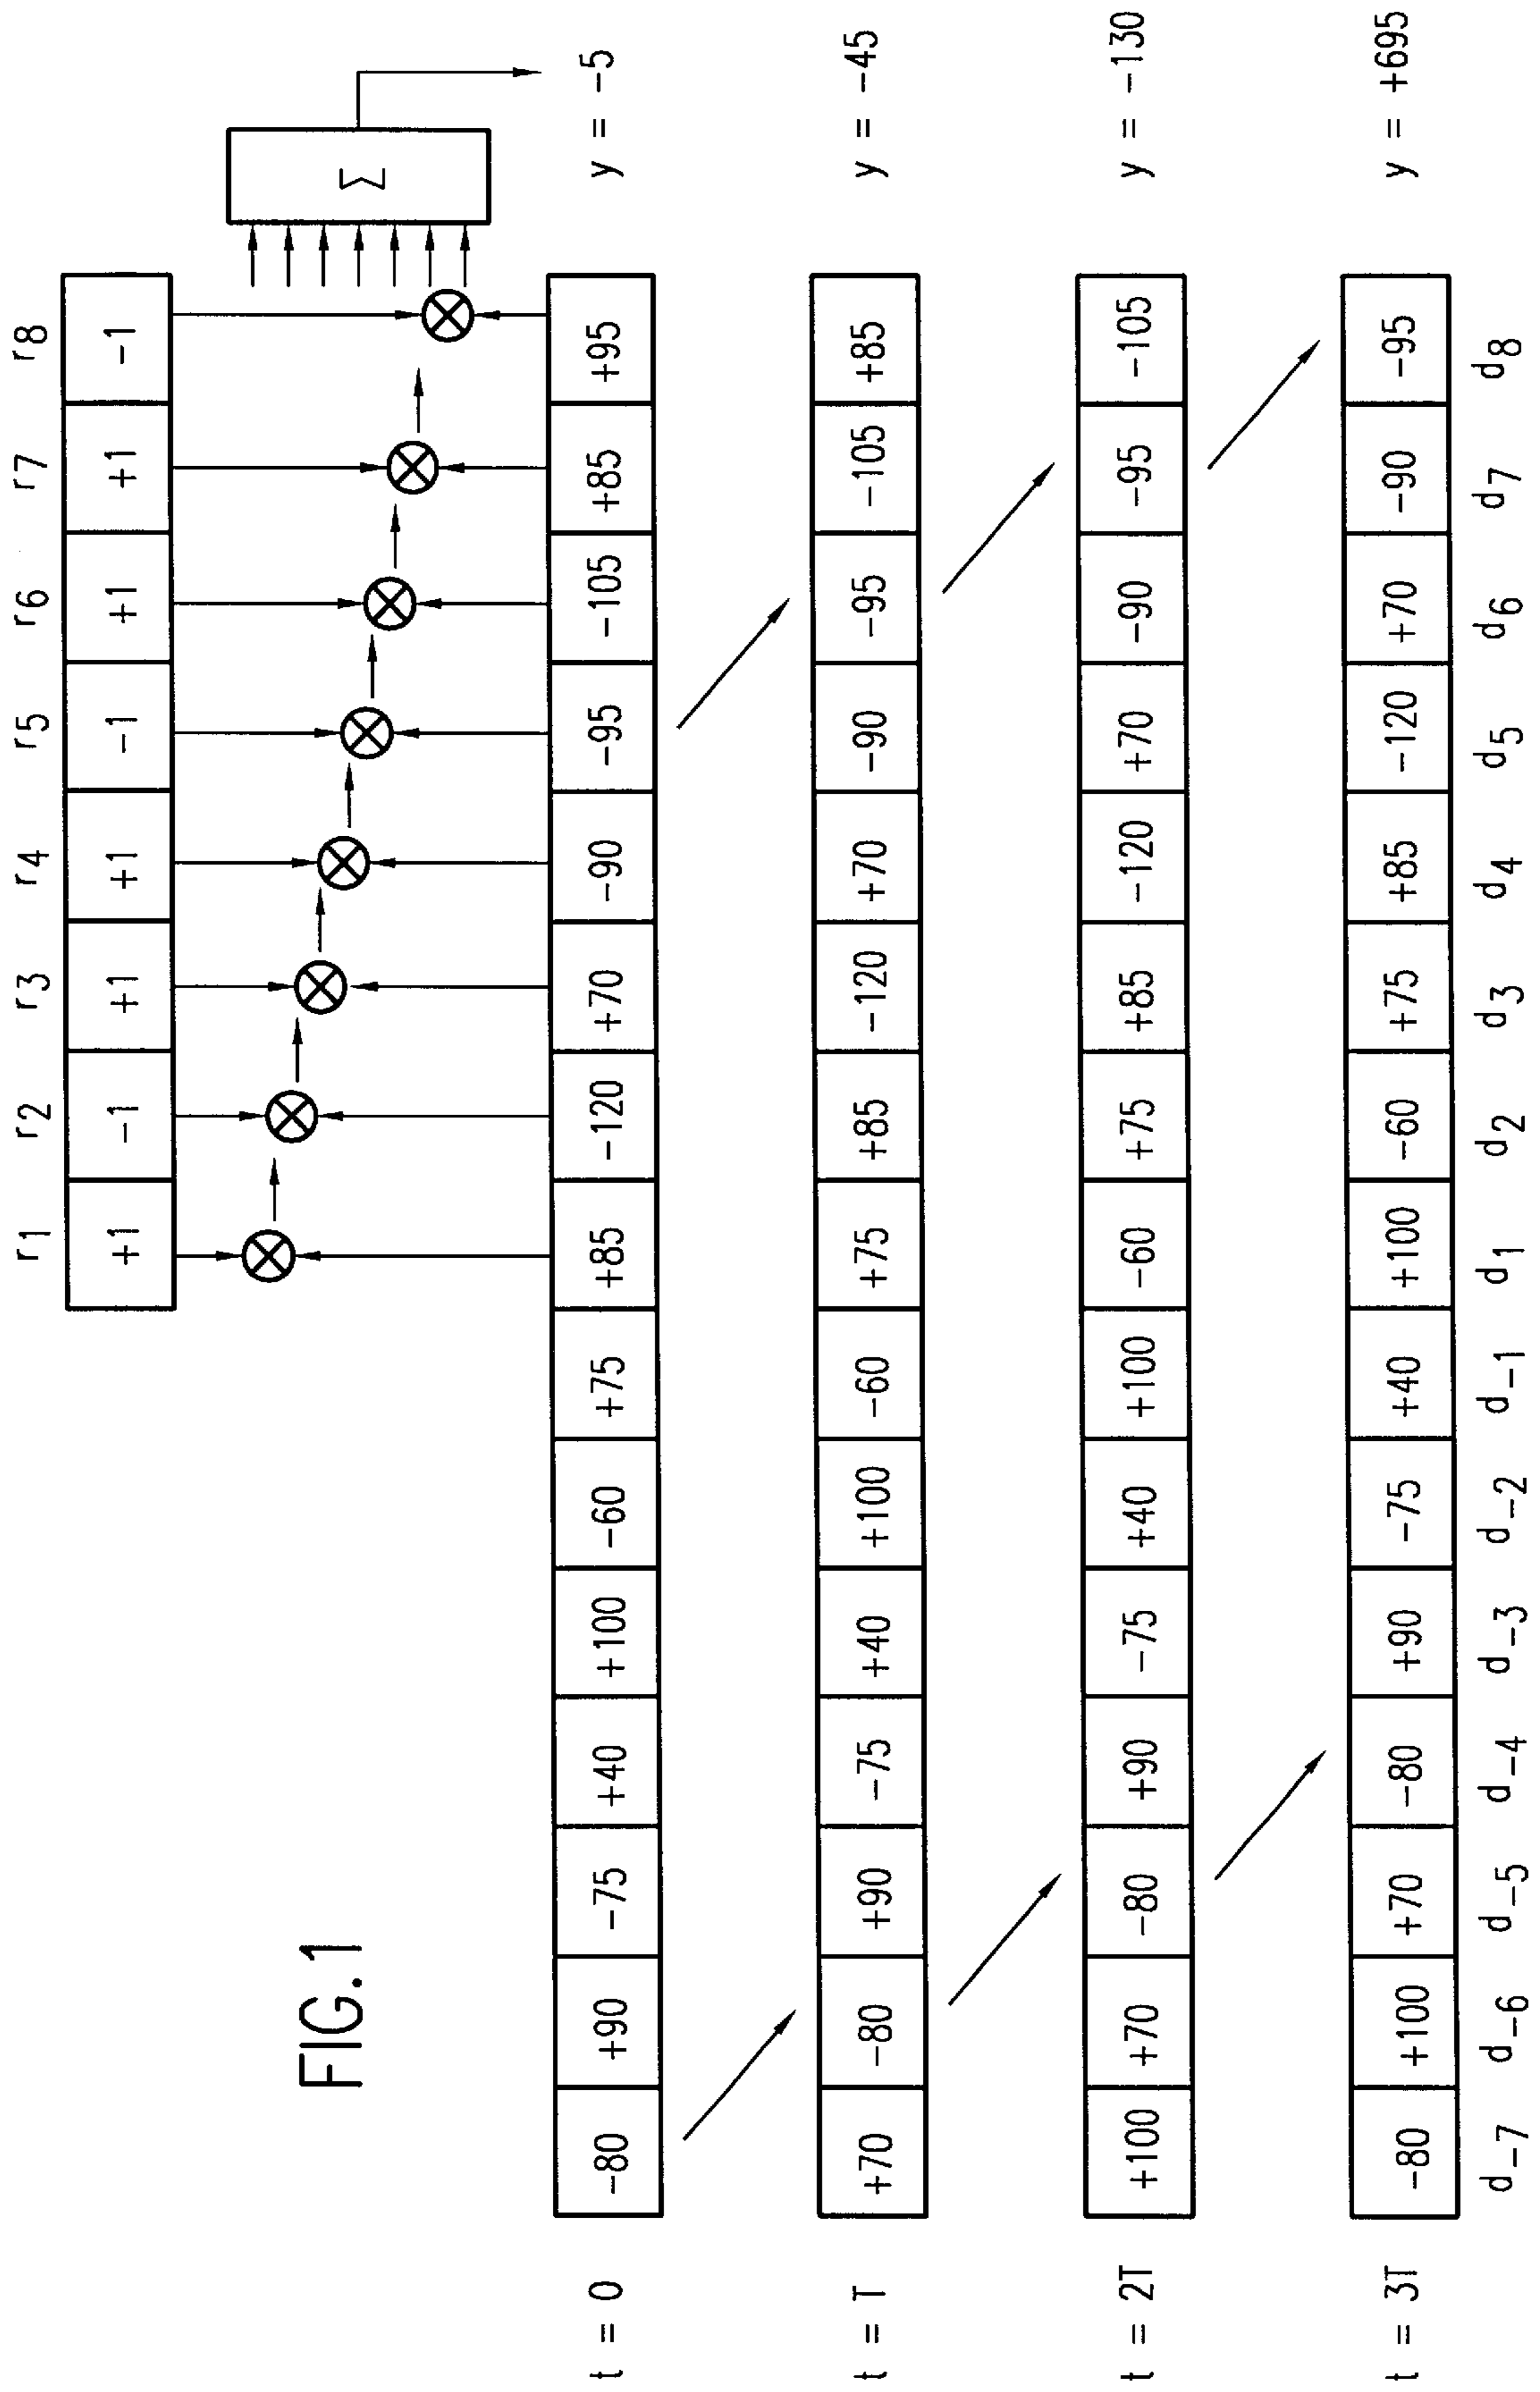 FIG.1
r1 r2 r3 r4 r5 r6 r7 r8
+1 −1 +1 +1 −1 +1 +1 −1
Σ
t = 0 −80 +90 −75 +40 +100 −60 +75 +85 −120 +70 −90 −95 −105 +85 +95 y = −5
t = T +70 −80 +90 −75 +40 +100 −60 +75 +85 −120 +70 −90 −95 −105 +85 y = −45
t = 2T +100 +70 −80 +90 −75 +40 +100 −60 +75 +85 −120 +70 −90 −95 −105 y = −130
t = 3T −80 +100 +70 −80 +90 −75 +40 +100 −60 +75 +85 −120 +70 −90 −95 y = +695
d−7 d−6 d−5 d−4 d−3 d−2 d−1 d1 d2 d3 d4 d5 d6 d7 d8